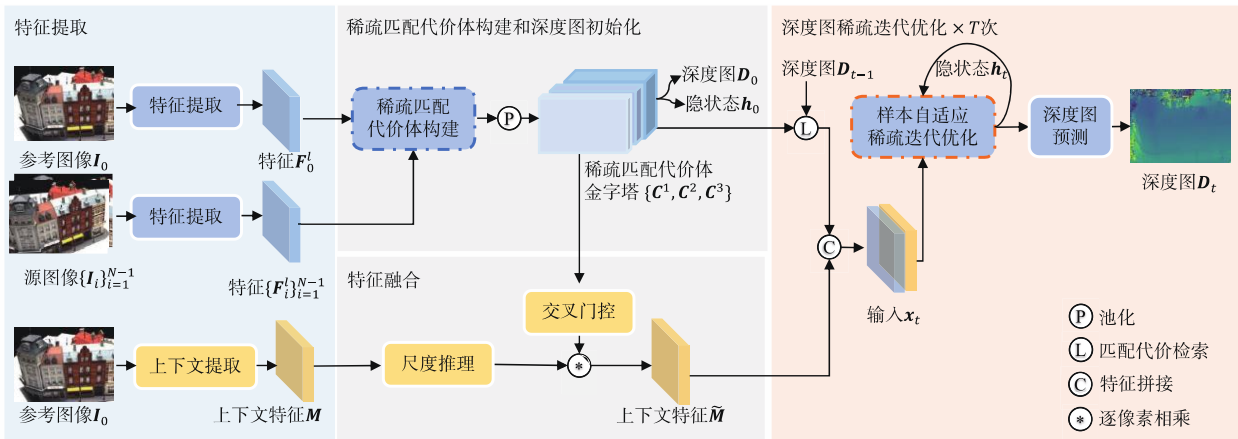 特征提取
参考图像I₀
特征提取
特征F₀ˡ
源图像{Iᵢ}ᵢ₌₁ᴺ⁻¹
特征提取
特征{Fᵢˡ}ᵢ₌₁ᴺ⁻¹
参考图像I₀
上下文提取
上下文特征M
稀疏匹配代价体构建和深度图初始化
稀疏匹配
代价体构建
P
深度图D₀
隐状态h₀
稀疏匹配代价体
金字塔 {C¹, C², C³}
特征融合
交叉门控
尺度推理
*
上下文特征M̃
深度图稀疏迭代优化 × T次
深度图Dₜ₋₁
L
隐状态hₜ
样本自适应
稀疏迭代优化
深度图
预测
深度图Dₜ
C
输入xₜ
P 池化
L 匹配代价检索
C 特征拼接
* 逐像素相乘